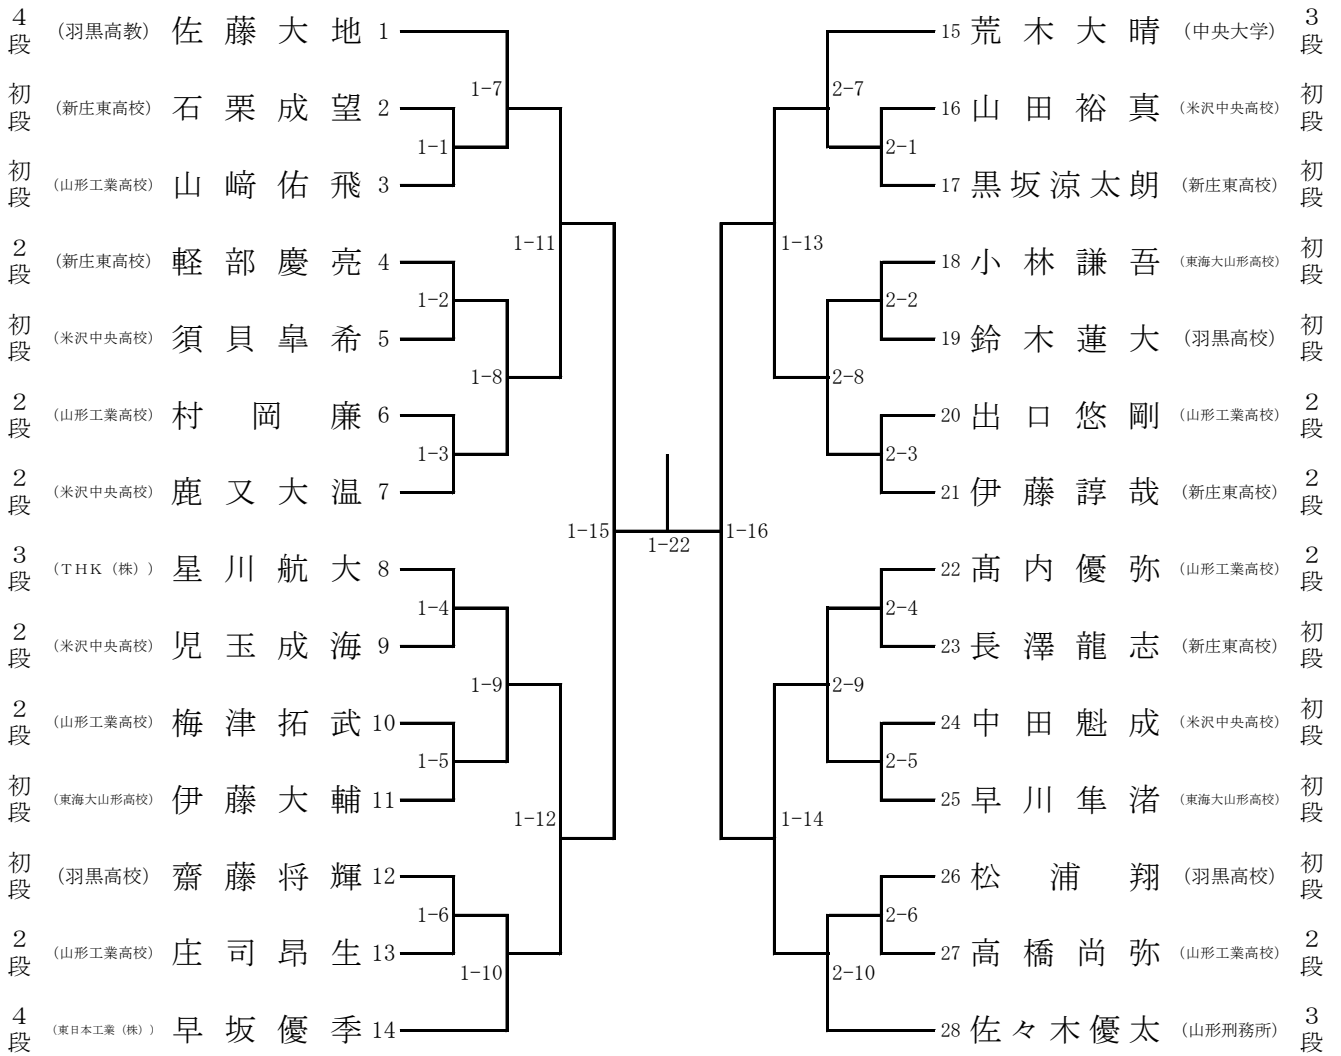 4段 (羽黒高教) 佐藤大地 1
初段 (新庄東高校) 石栗成望 2
初段 (山形工業高校) 山﨑佑飛 3
2段 (新庄東高校) 軽部慶亮 4
初段 (米沢中央高校) 須貝皐希 5
2段 (山形工業高校) 村岡廉 6
2段 (米沢中央高校) 鹿又大温 7
3段 (THK(株)) 星川航大 8
2段 (米沢中央高校) 児玉成海 9
2段 (山形工業高校) 梅津拓武 10
初段 (東海大山形高校) 伊藤大輔 11
初段 (羽黒高校) 齋藤将輝 12
2段 (山形工業高校) 庄司昂生 13
4段 (東日本工業(株)) 早坂優季 14
1-1
1-2
1-3
1-4
1-5
1-6
1-7
1-8
1-9
1-10
1-11
1-12
1-15
1-22
1-16
1-13
1-14
2-7
2-8
2-9
2-10
2-1
2-2
2-3
2-4
2-5
2-6
15 荒木大晴 (中央大学) 3段
16 山田裕真 (米沢中央高校) 初段
17 黒坂涼太朗 (新庄東高校) 初段
18 小林謙吾 (東海大山形高校) 初段
19 鈴木蓮大 (羽黒高校) 初段
20 出口悠剛 (山形工業高校) 2段
21 伊藤諄哉 (新庄東高校) 2段
22 髙内優弥 (山形工業高校) 2段
23 長澤龍志 (新庄東高校) 初段
24 中田魁成 (米沢中央高校) 初段
25 早川隼渚 (東海大山形高校) 初段
26 松浦翔 (羽黒高校) 初段
27 高橋尚弥 (山形工業高校) 2段
28 佐々木優太 (山形刑務所) 3段